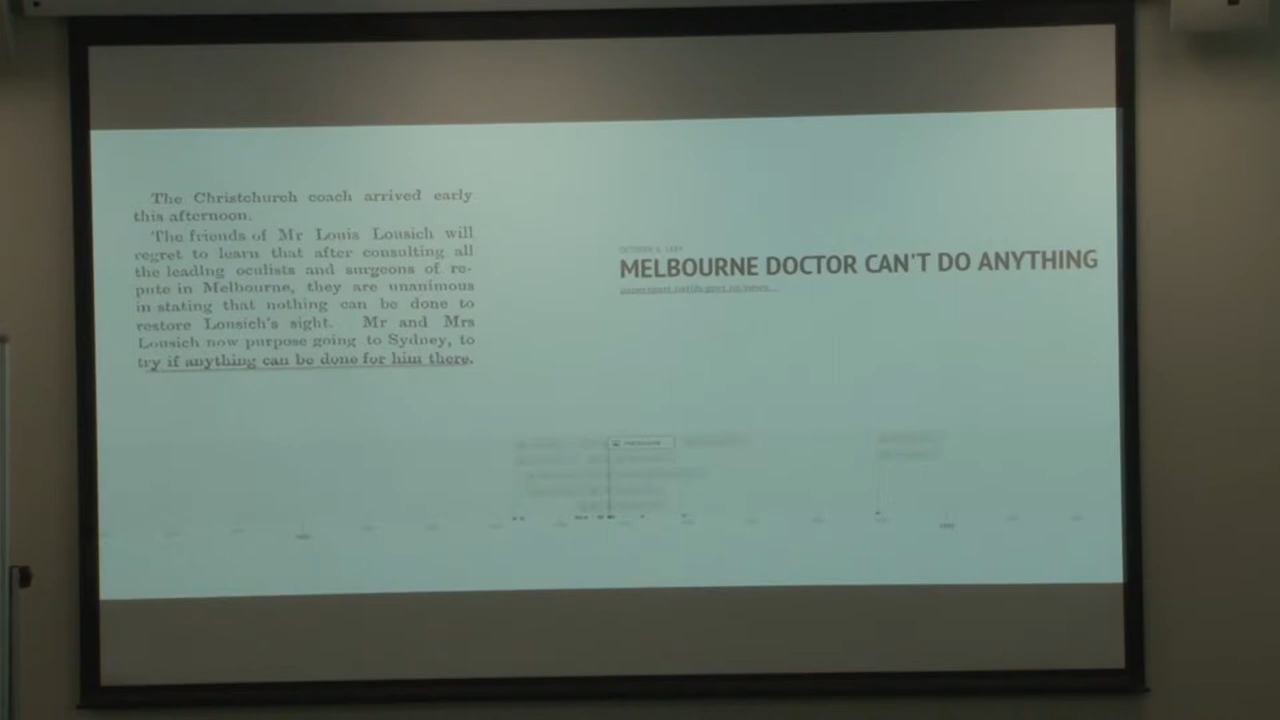 The Christchurch coach arrived early
this afternoon.
The friends of Mr Louis Lousich will
regret to learn that after consulting all
the leading oculists and surgeons of re-
pute in Melbourne, they are unanimous
in stating that nothing can be done to
restore Lousich's sight. Mr and Mrs
Lousich now purpose going to Sydney, to
try if anything can be done for him there.
MELBOURNE DOCTOR CAN'T DO ANYTHING